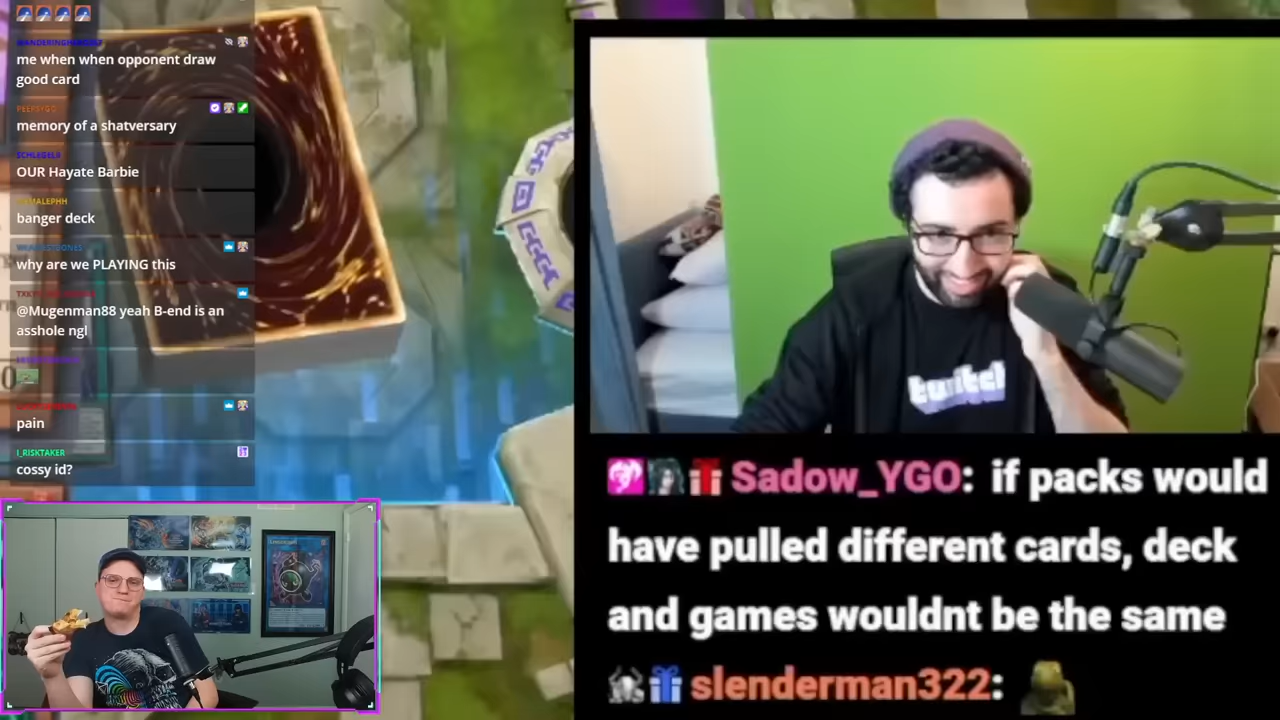 me when when opponent draw
good card
memory of a shatversary
SCHLEGELS
OUR Hayate Barbie
banger deck
why are we PLAYING this
@Mugenman88 yeah B-end is an
asshole ngl
pain
I_RISKTAKER
cossy id?
twitch
Sadow_YGO: if packs would
have pulled different cards, deck
and games wouldnt be the same
slenderman322: